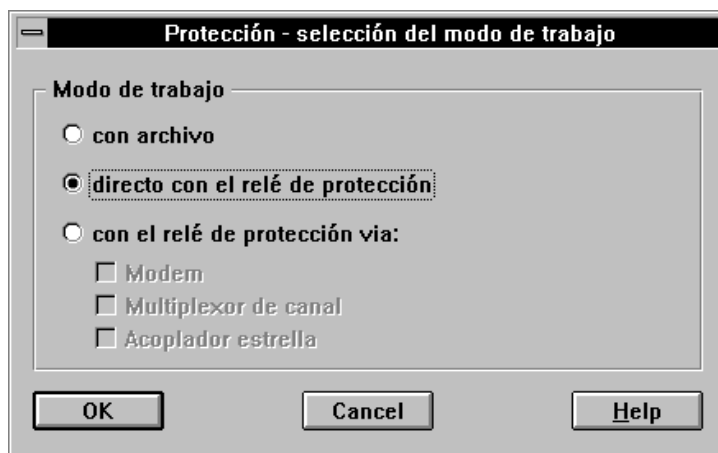 Protección - selección del modo de trabajo
Modo de trabajo
con archivo
directo con el relé de protección
con el relé de protección via:
Modem
Multiplexor de canal
Acoplador estrella
OK Cancel Help